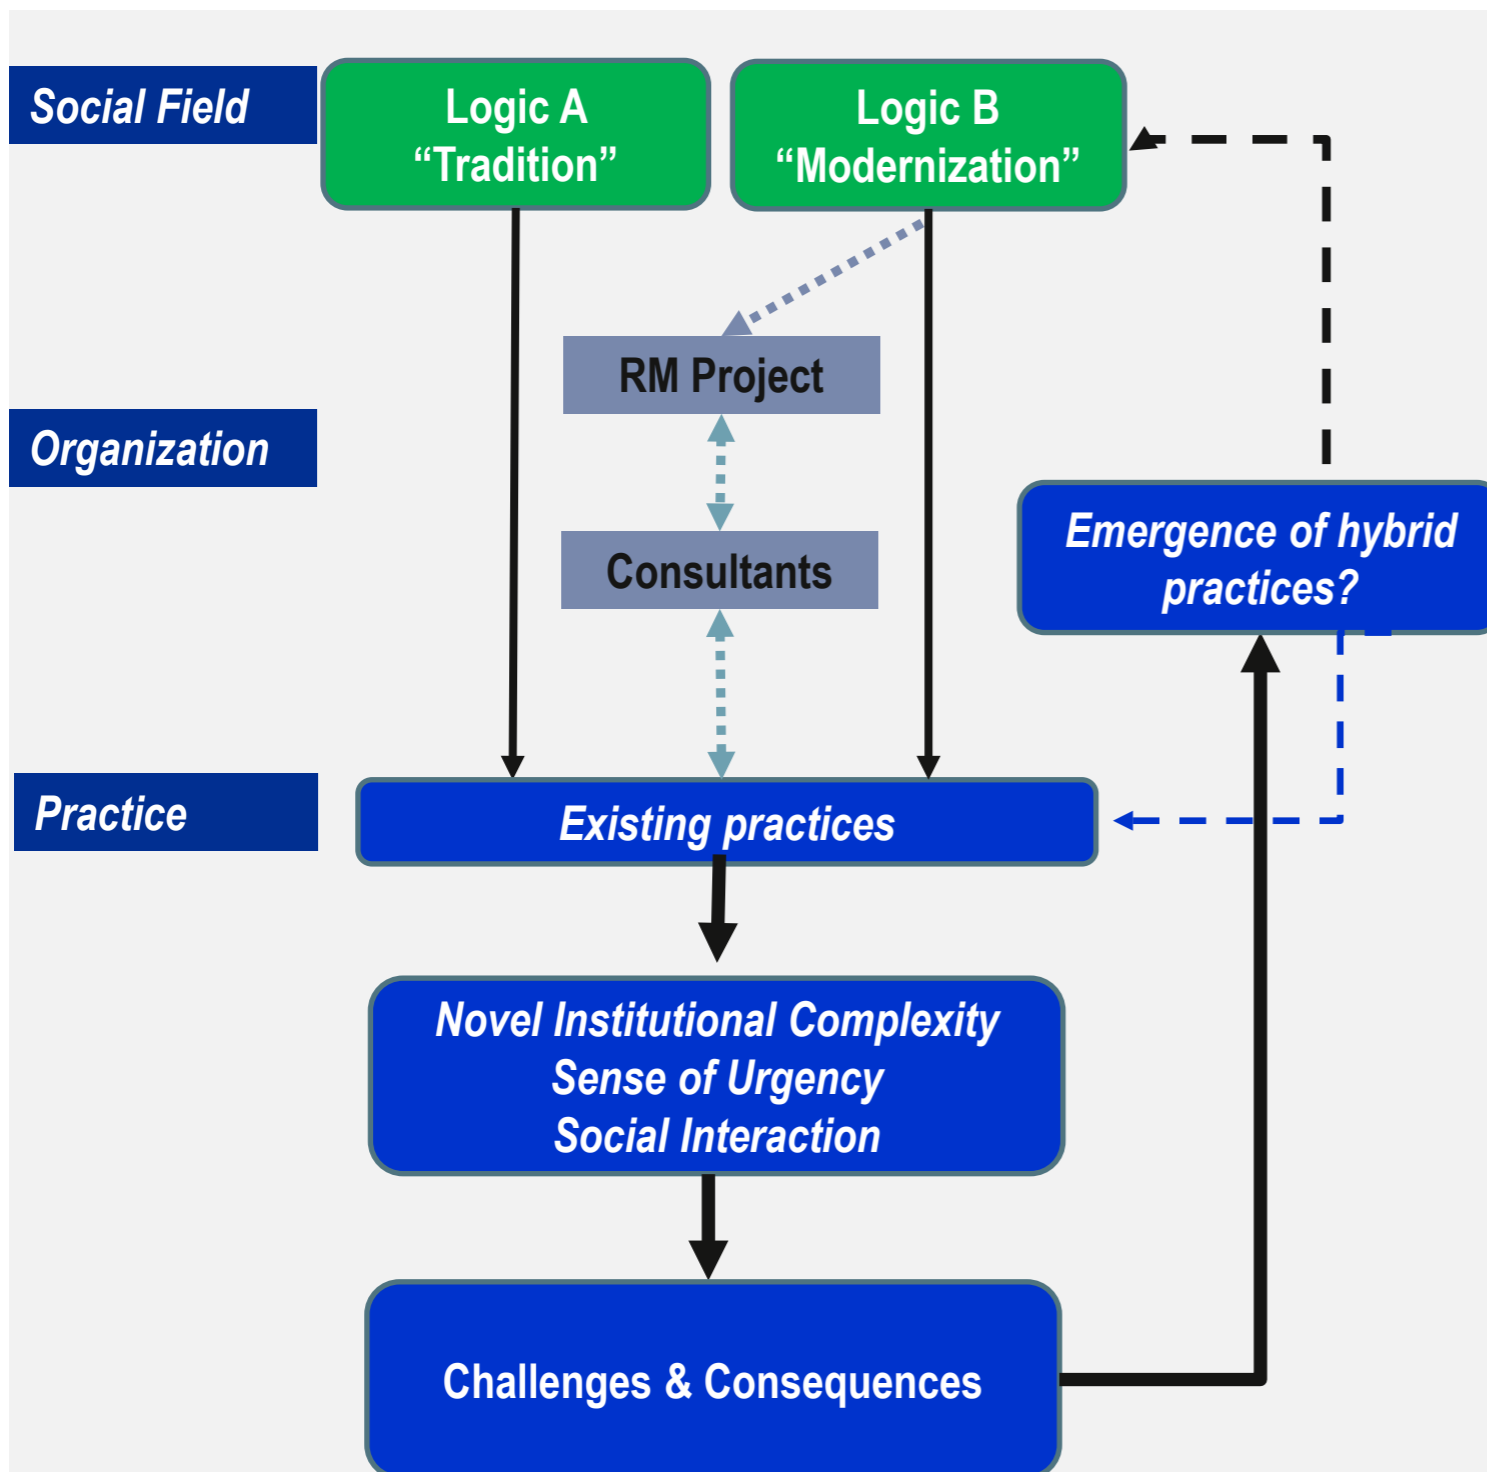 Social Field
Logic A
“Tradition”
Logic B
“Modernization”
RM Project
Organization
Emergence of hybrid
practices?
Consultants
Practice
Existing practices
Novel Institutional Complexity
Sense of Urgency
Social Interaction
Challenges & Consequences